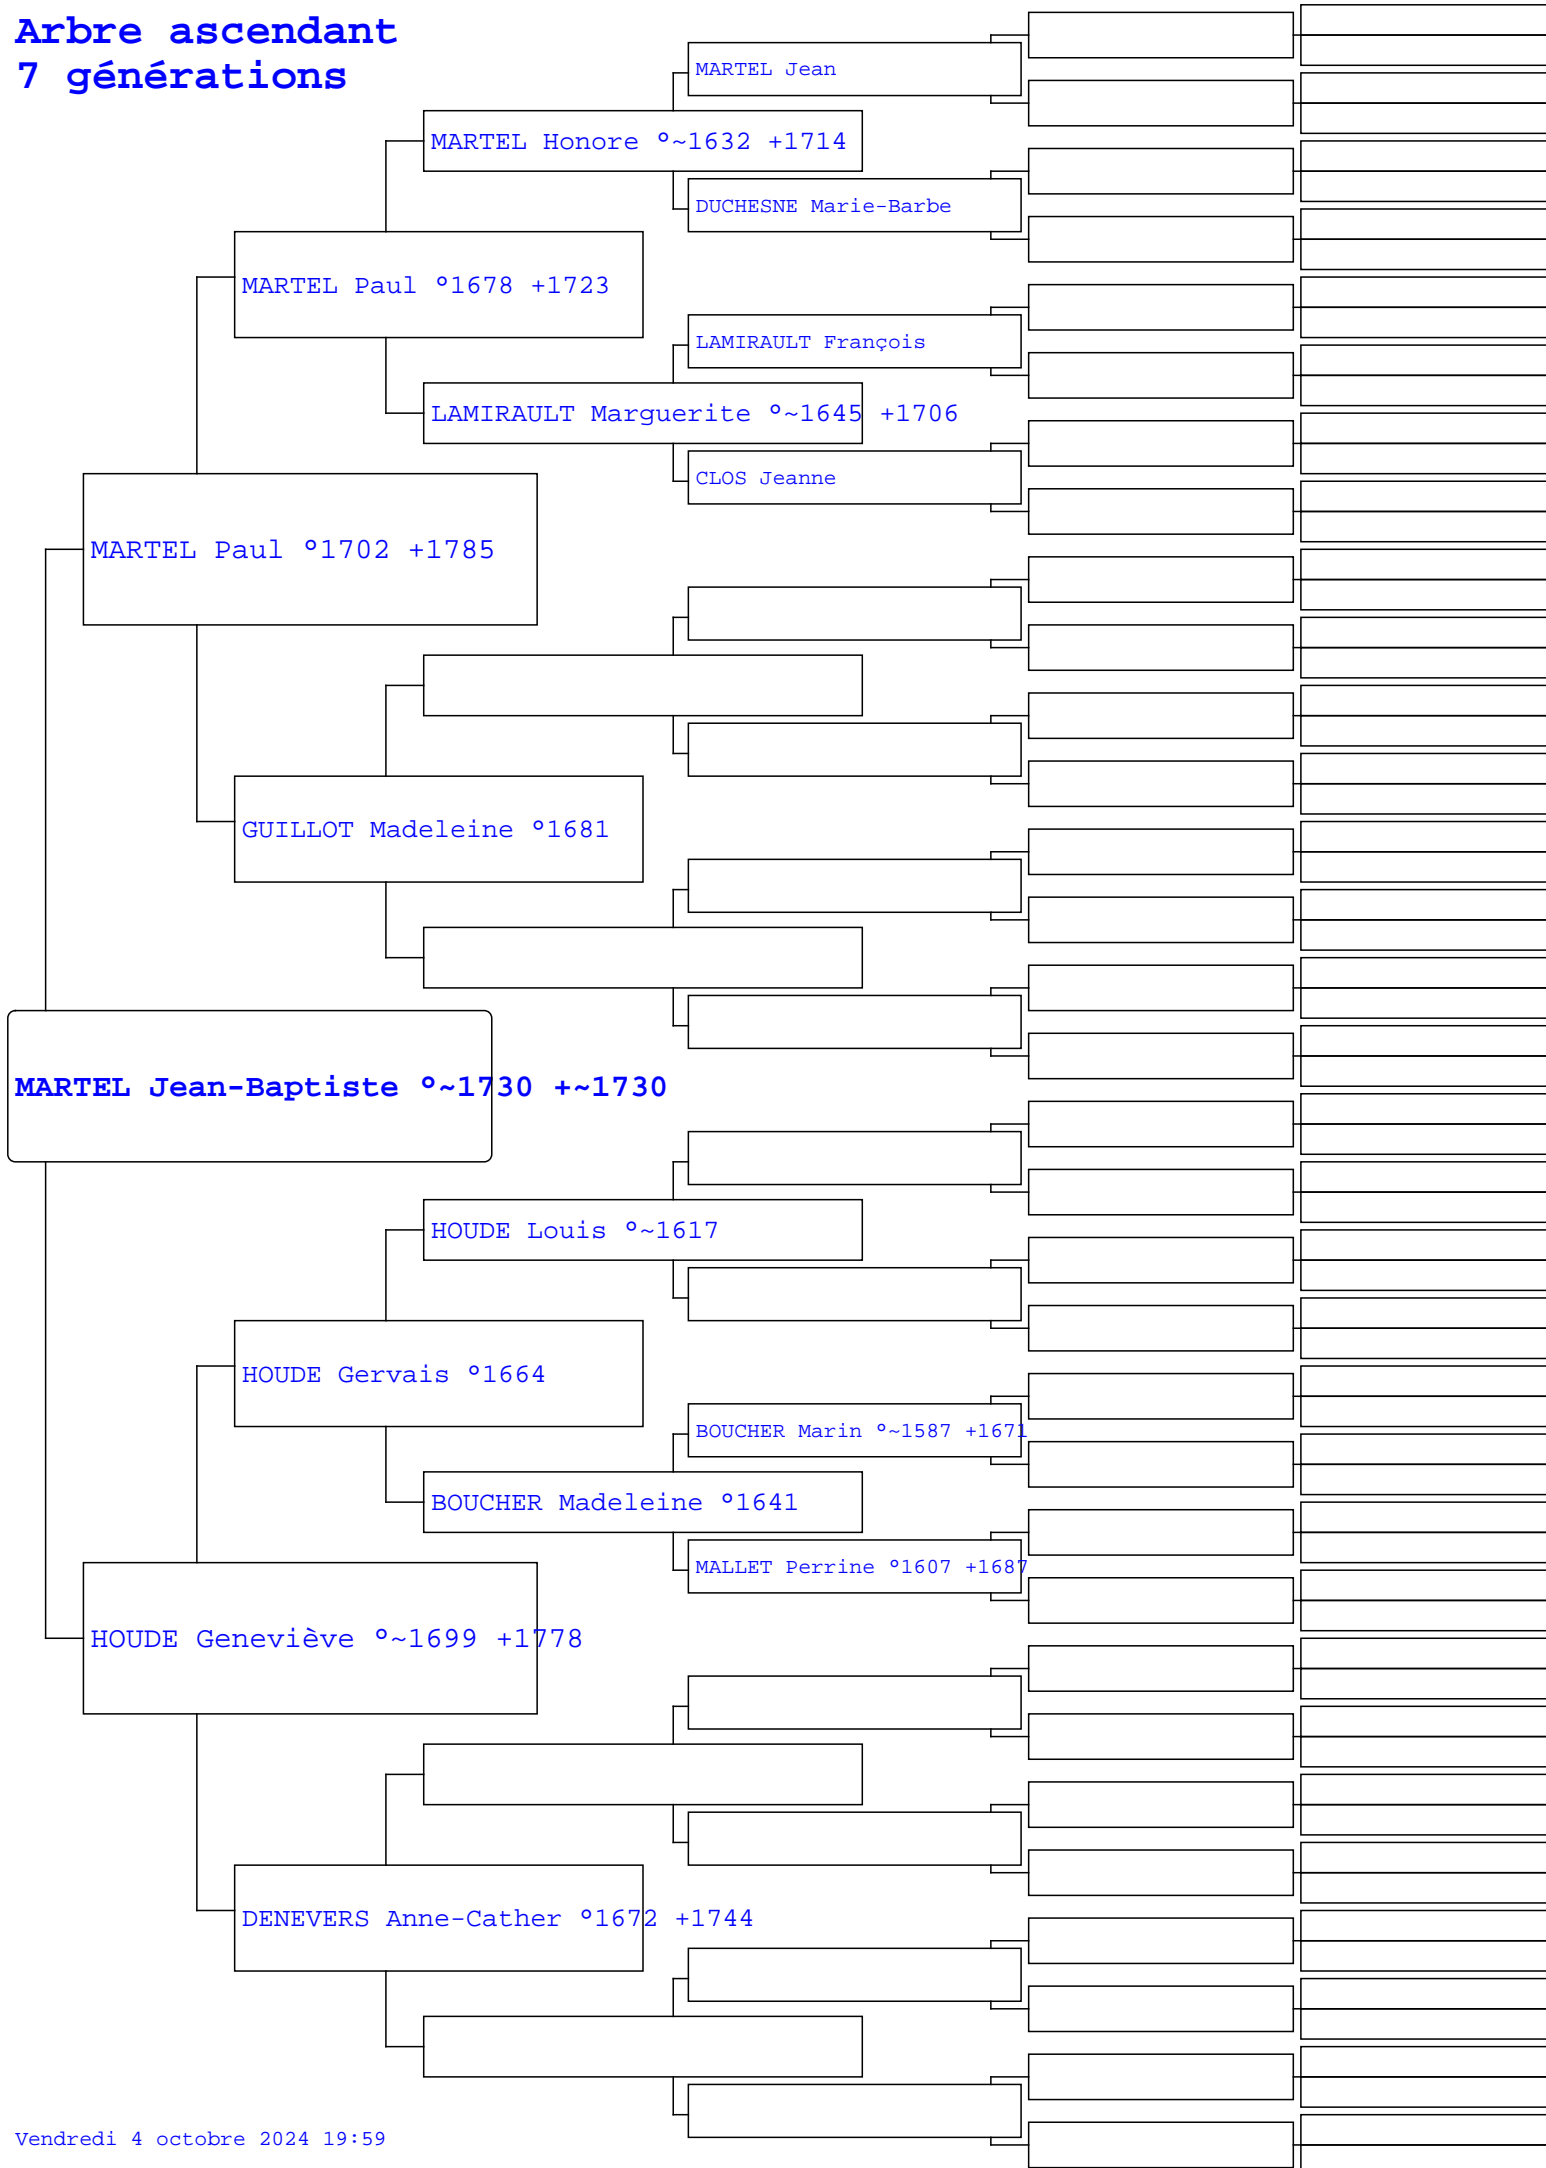 Arbre ascendant
7 générations
MARTEL Jean
MARTEL Honore °~1632 +1714
DUCHESNE Marie-Barbe
MARTEL Paul °1678 +1723
LAMIRAULT François
LAMIRAULT Marguerite °~1645 +1706
CLOS Jeanne
MARTEL Paul °1702 +1785
GUILLOT Madeleine °1681
MARTEL Jean-Baptiste °~1730 +~1730
HOUDE Louis °~1617
HOUDE Gervais °1664
BOUCHER Marin °~1587 +1671
BOUCHER Madeleine °1641
MALLET Perrine °1607 +1687
HOUDE Geneviève °~1699 +1778
DENEVERS Anne-Cather °1672 +1744
Vendredi 4 octobre 2024 19:59